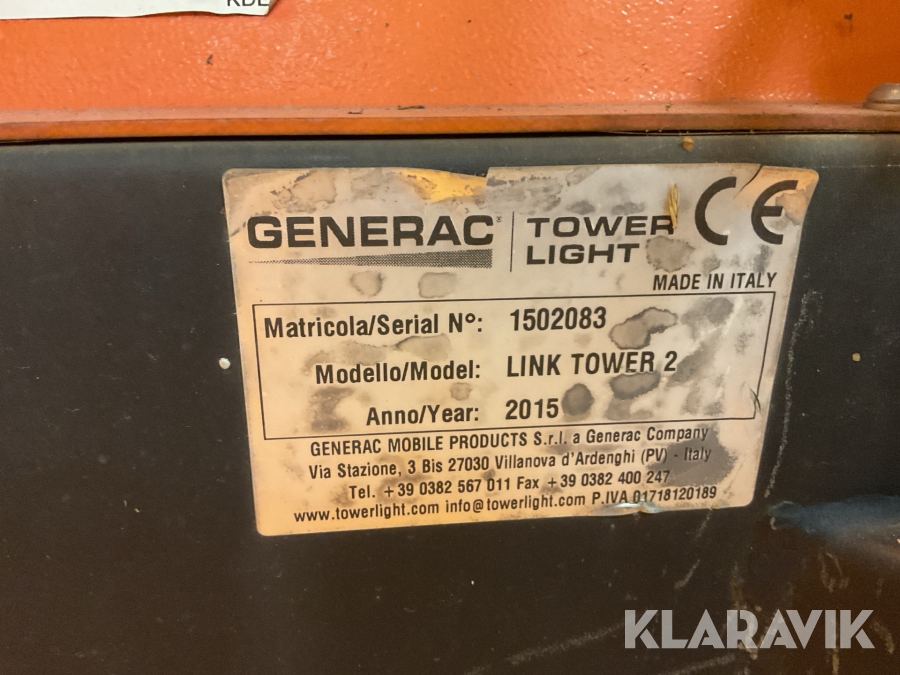 GENERAC
TOWER
LIGHT
CE
MADE IN ITALY
Matricola/Serial N°: 1502083
Modello/Model: LINK TOWER 2
Anno/Year: 2015
GENERAC MOBILE PRODUCTS S.r.l. a Generac Company
Via Stazione, 3 Bis 27030 Villanova d'Ardenghi (PV) - Italy
Tel. +39 0382 567 011 Fax +39 0382 400 247
www.towerlight.com info@towerlight.com P.IVA 01718120189
KLARAVIK